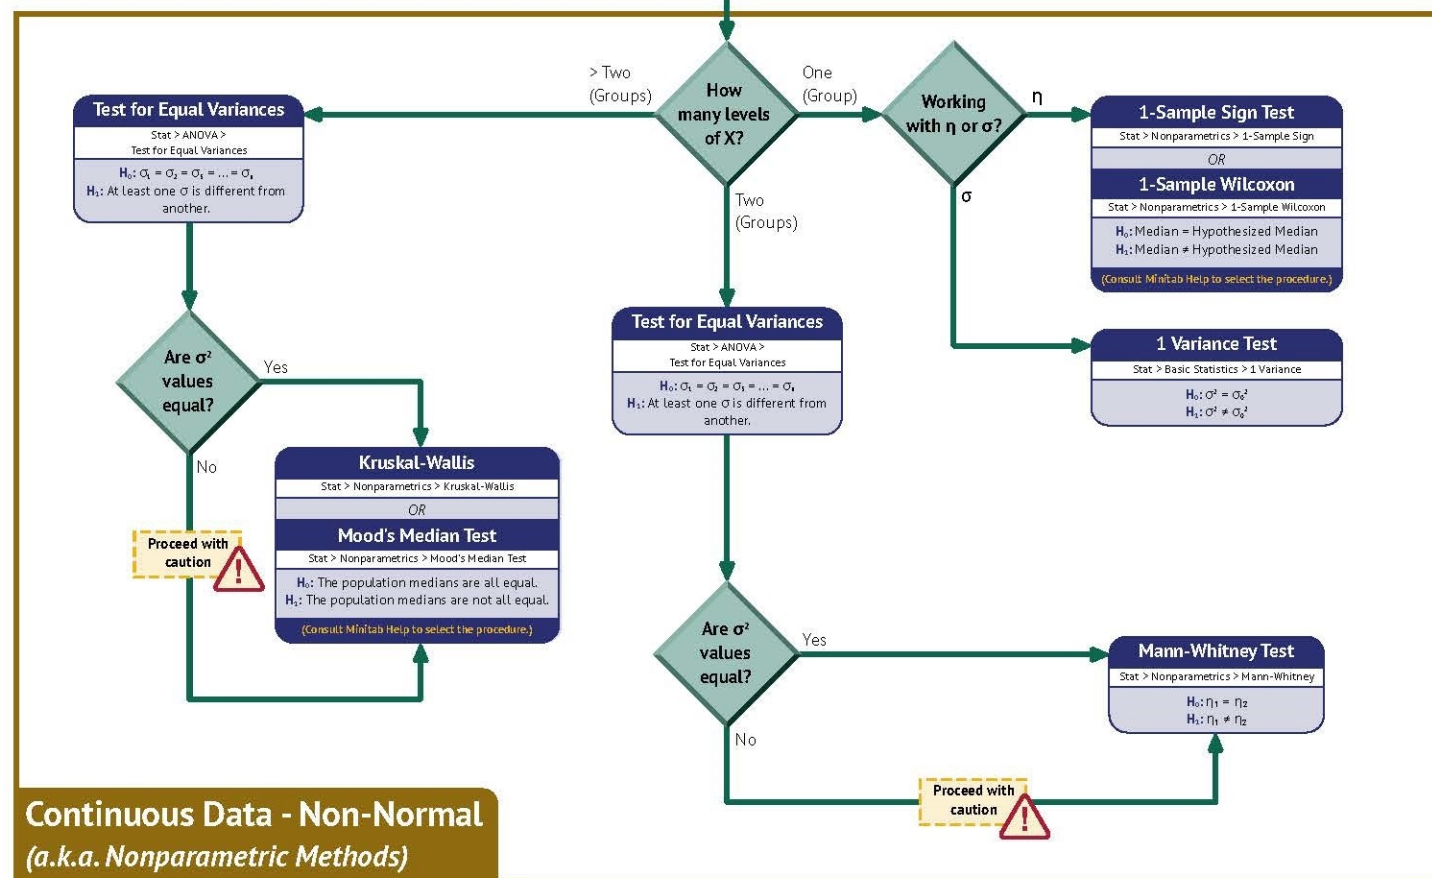 How
many levels
of X?
> Two
(Groups)
One
(Group)
Two
(Groups)
Working
with η or σ?
η
σ
Test for Equal Variances
Stat > ANOVA >
Test for Equal Variances
H₀: σ₁ = σ₂ = σ₃ = ... = σₖ
H₁: At least one σ is different from
another.
1-Sample Sign Test
Stat > Nonparametrics > 1-Sample Sign
OR
1-Sample Wilcoxon
Stat > Nonparametrics > 1-Sample Wilcoxon
H₀: Median = Hypothesized Median
H₁: Median ≠ Hypothesized Median
(Consult Minitab Help to select the procedure.)
1 Variance Test
Stat > Basic Statistics > 1 Variance
H₀: σ² = σ₀²
H₁: σ² ≠ σ₀²
Test for Equal Variances
Stat > ANOVA >
Test for Equal Variances
H₀: σ₁ = σ₂ = σ₃ = ... = σₖ
H₁: At least one σ is different from
another.
Are σ²
values
equal?
Yes
No
Proceed with
caution
Kruskal-Wallis
Stat > Nonparametrics > Kruskal-Wallis
OR
Mood's Median Test
Stat > Nonparametrics > Mood's Median Test
H₀: The population medians are all equal.
H₁: The population medians are not all equal.
(Consult Minitab Help to select the procedure.)
Are σ²
values
equal?
Yes
No
Proceed with
caution
Mann-Whitney Test
Stat > Nonparametrics > Mann-Whitney
H₀: η₁ = η₂
H₁: η₁ ≠ η₂
Continuous Data - Non-Normal
(a.k.a. Nonparametric Methods)